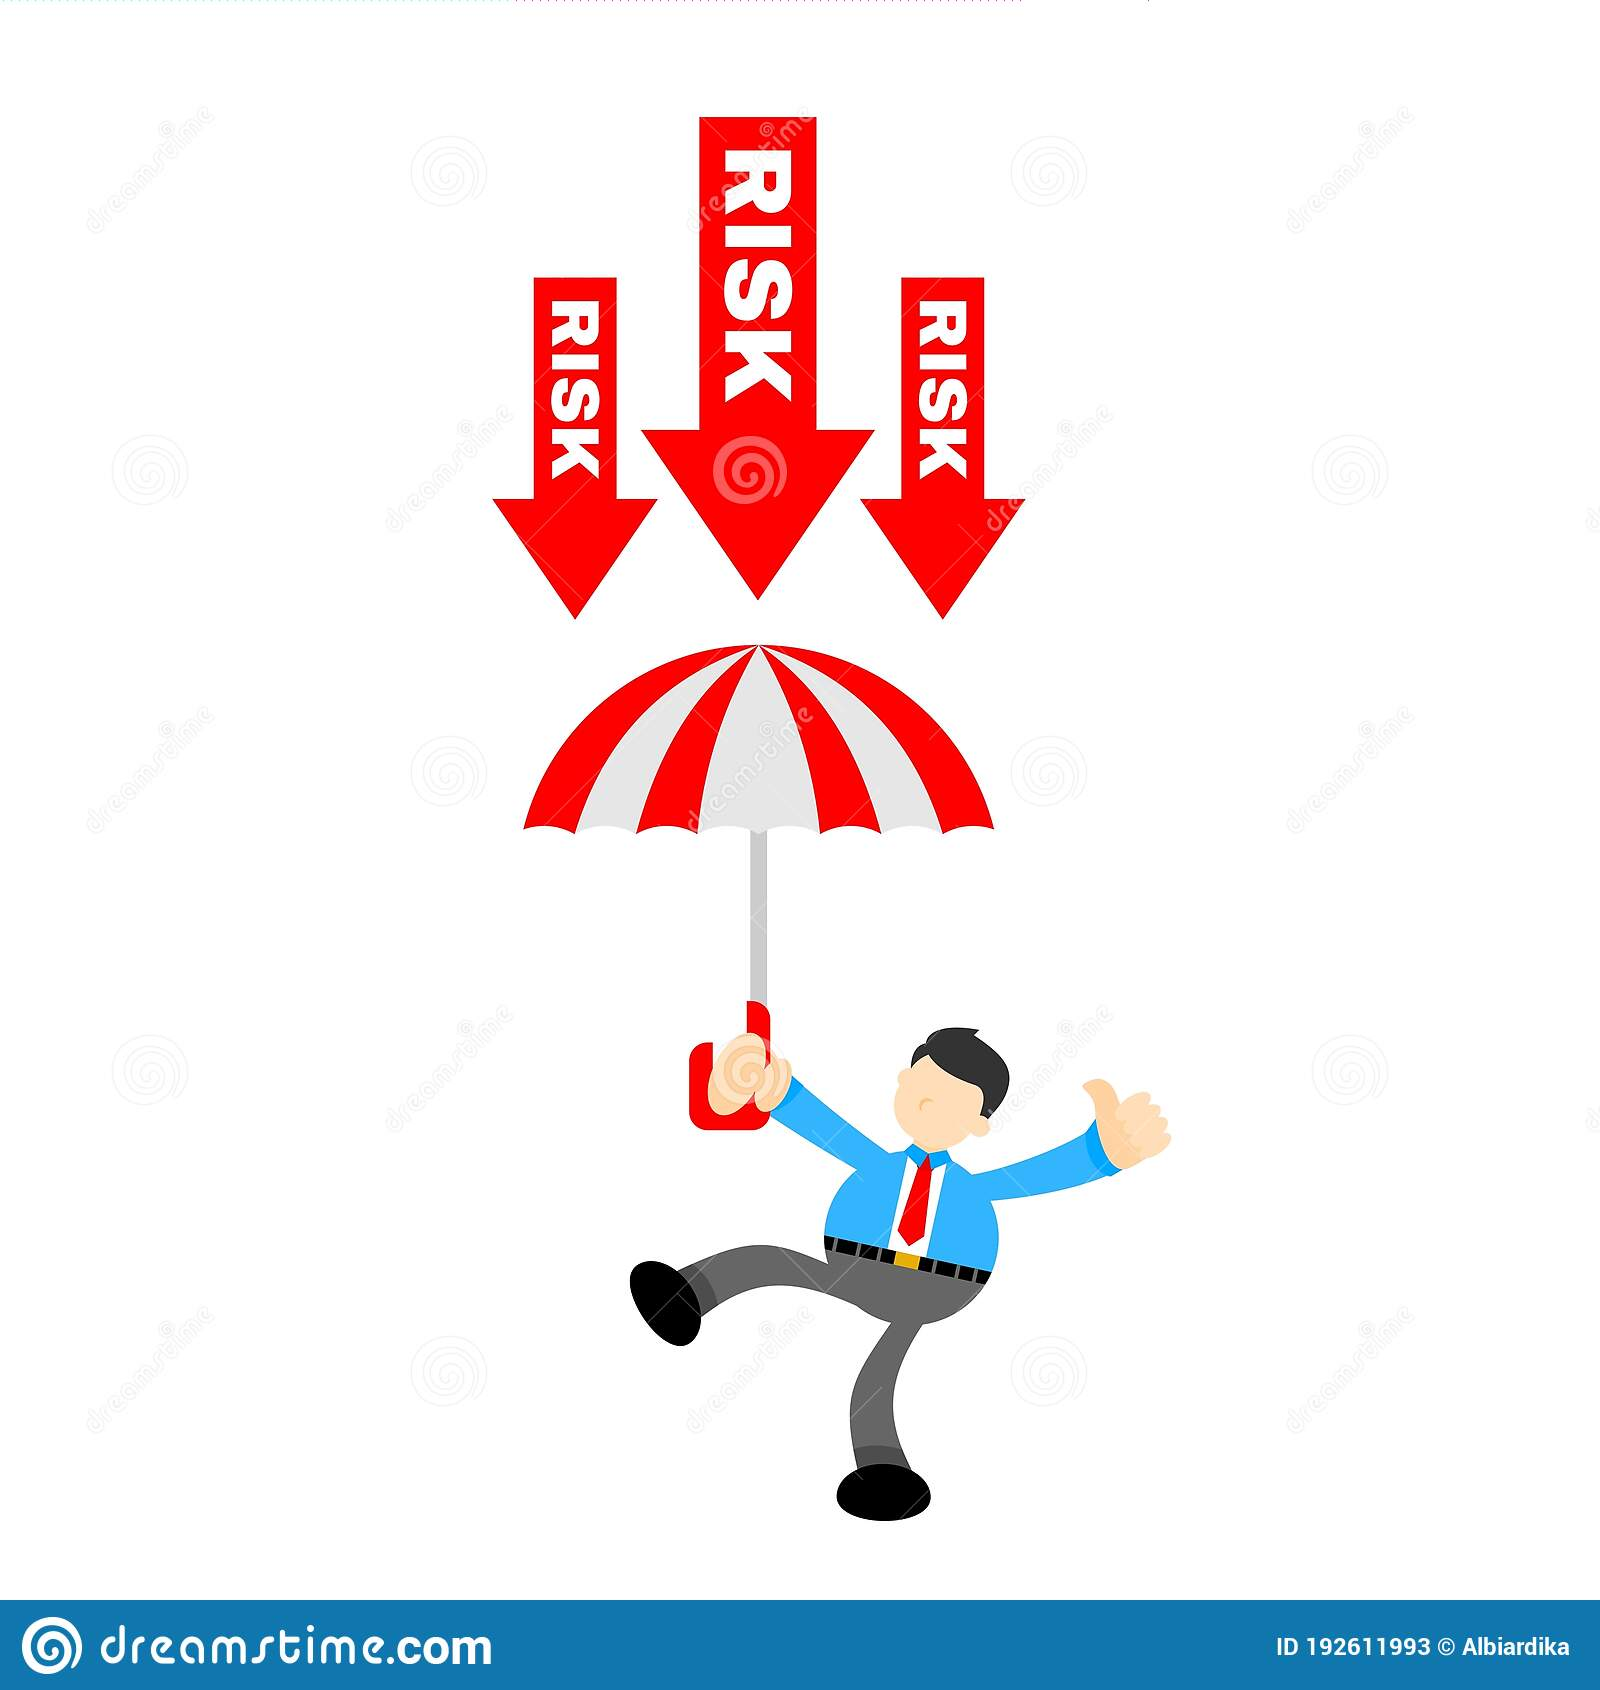 RISK
RISK
RISK
dreamstime.com
ID 192611993 © Albiardika